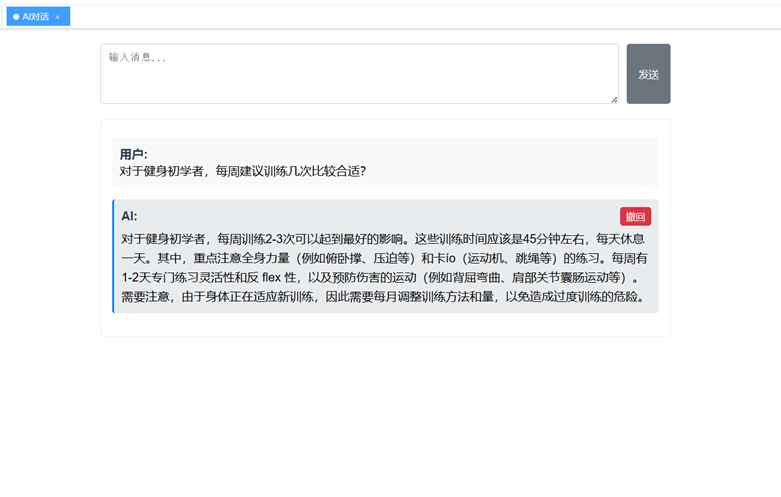 AI对话 ×
输入消息...
发送
用户:
对于健身初学者，每周建议训练几次比较合适？
AI:
撤回
对于健身初学者，每周训练2-3次可以起到最好的影响。这些训练时间应该是45分钟左右，每天休息
一天。其中，重点注意全身力量（例如俯卧撑、压迫等）和卡io（运动机、跳绳等）的练习。每周有
1-2天专门练习灵活性和反 flex 性，以及预防伤害的运动（例如背屈弯曲、肩部关节囊肠运动等）。
需要注意，由于身体正在适应新训练，因此需要每月调整训练方法和量，以免造成过度训练的危险。